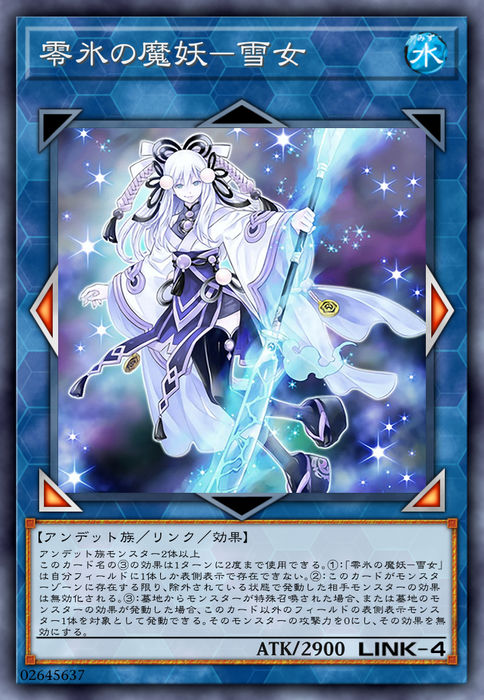 零氷の魔妖－雪女
みず
水
【アンデット族／リンク／効果】
アンデット族モンスター2体以上
このカード名の③の効果は1ターンに2度まで使用できる。①：「零氷の魔妖－雪女」
は自分フィールドに1体しか表側表示で存在できない。②：このカードがモンスタ
ーゾーンに存在する限り、除外されている状態で発動した相手モンスターの効果
は無効化される。③：墓地からモンスターが特殊召喚された場合、または墓地のモ
ンスターの効果が発動した場合、このカード以外のフィールドの表側表示モンス
ター1体を対象として発動できる。そのモンスターの攻撃力を0にし、その効果を無
効にする。
ATK/2900 LINK-4
02645637